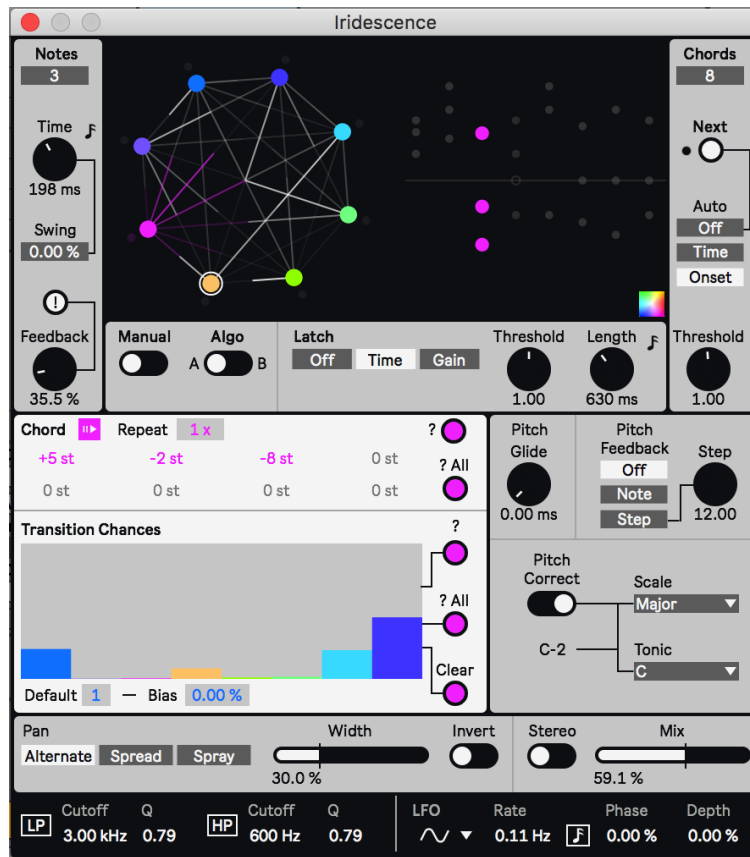 Iridescence
Notes
3
Time
198 ms
Swing
0.00 %
!
Feedback
35.5 %
Chords
8
Next
Auto
Off
Time
Onset
Threshold
1.00
Manual
Algo
A B
Latch
Off Time Gain
Threshold
1.00
Length
630 ms
Chord Repeat 1 x ?
+5 st -2 st -8 st 0 st
? All
0 st 0 st 0 st 0 st
Transition Chances ?
? All
Clear
Default 1 — Bias 0.00 %
Pitch
Glide
0.00 ms
Pitch
Feedback
Off
Note
Step
Step
12.00
Pitch
Correct
C-2
Scale
Major
Tonic
C
Pan
Alternate Spread Spray
Width
30.0 %
Invert
Stereo
Mix
59.1 %
LP
Cutoff Q
3.00 kHz 0.79
HP
Cutoff Q
600 Hz 0.79
LFO Rate Phase Depth
0.11 Hz 0.00 % 0.00 %